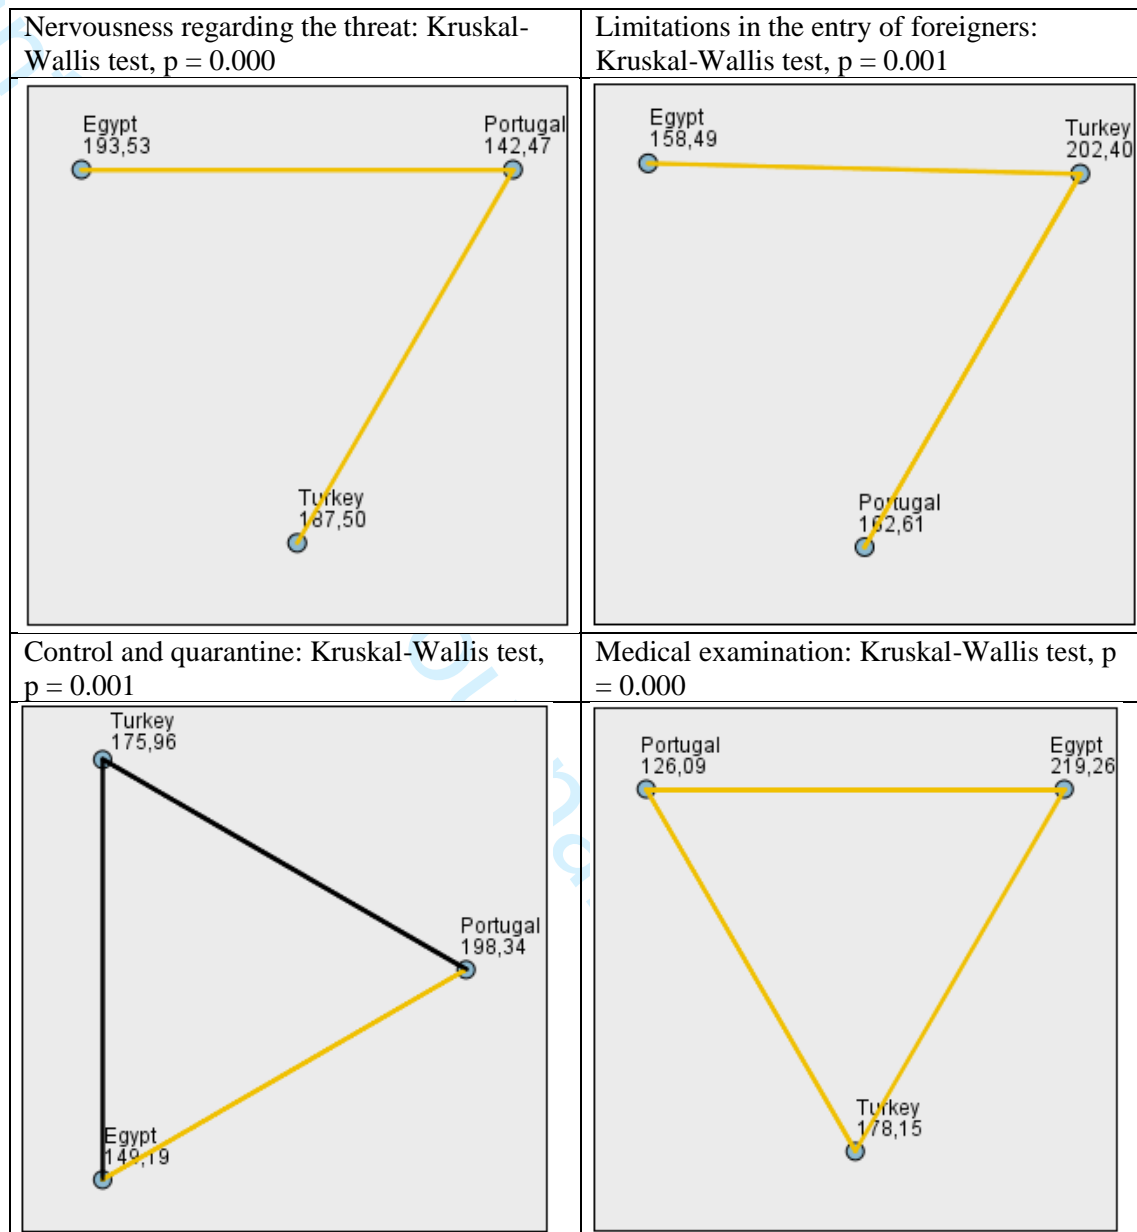 Nervousness regarding the threat: Kruskal-
Wallis test, p = 0.000
Limitations in the entry of foreigners:
Kruskal-Wallis test, p = 0.001
Egypt
193,53
Portugal
142,47
Turkey
187,50
Egypt
158,49
Turkey
202,40
Portugal
162,61
Control and quarantine: Kruskal-Wallis test,
p = 0.001
Medical examination: Kruskal-Wallis test, p
= 0.000
Turkey
175,96
Portugal
198,34
Egypt
149,19
Portugal
126,09
Egypt
219,26
Turkey
178,15